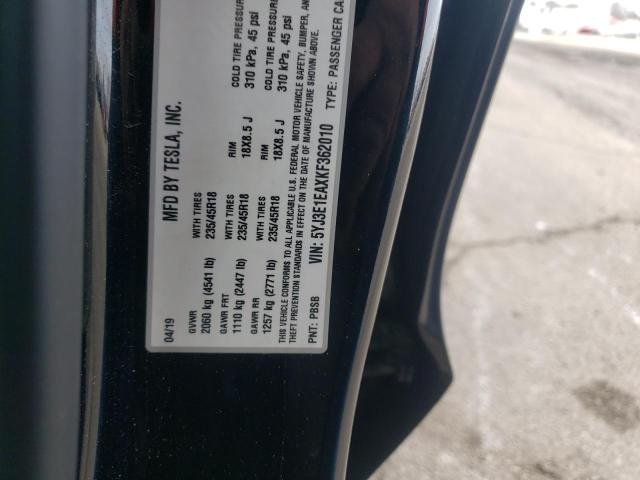 MFD BY TESLA, INC.
04/19
GVWR WITH TIRES RIM COLD TIRE PRESSURE
2060 kg (4541 lb) 235/45R18 18X8.5 J 310 kPa, 45 psi
GAWR FRT WITH TIRES RIM COLD TIRE PRESSURE
1110 kg (2447 lb) 235/45R18 18X8.5 J 310 kPa, 45 psi
GAWR RR WITH TIRES
1257 kg (2771 lb) 235/45R18
THIS VEHICLE CONFORMS TO ALL APPLICABLE U.S. FEDERAL MOTOR VEHICLE SAFETY, BUMPER, AND
THEFT PREVENTION STANDARDS IN EFFECT ON THE DATE OF MANUFACTURE SHOWN ABOVE.
PNT: PBSB VIN: 5YJ3E1EAXKF362010 TYPE: PASSENGER CA